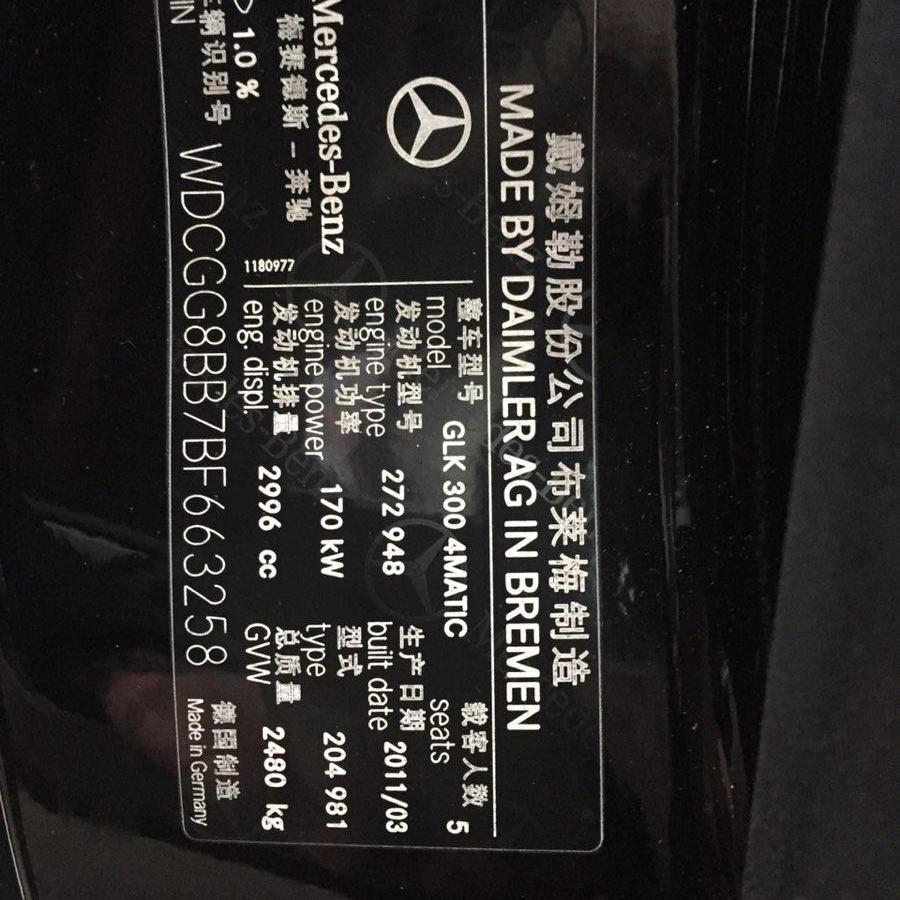 戴姆勒股份公司布莱梅制造
MADE BY DAIMLER AG IN BREMEN
整车型号 GLK 300 4MATIC 载客人数 5
model seats
发动机型号 272 948 生产日期 2011/03
engine type built date
发动机功率 170 kW 型式 204 981
engine power type
发动机排量 2996 cc 总质量 2480 kg
eng. displ. GVW
Mercedes-Benz
梅赛德斯－奔驰
1180977
1.0 %
车辆识别号 WDCGG8BB7BF663258 德国制造
VIN Made in Germany